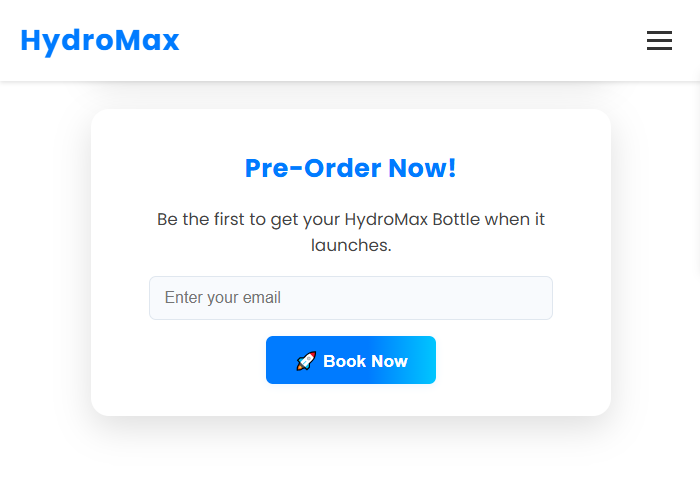 HydroMax
Pre-Order Now!
Be the first to get your HydroMax Bottle when it
launches.
Enter your email
🚀 Book Now